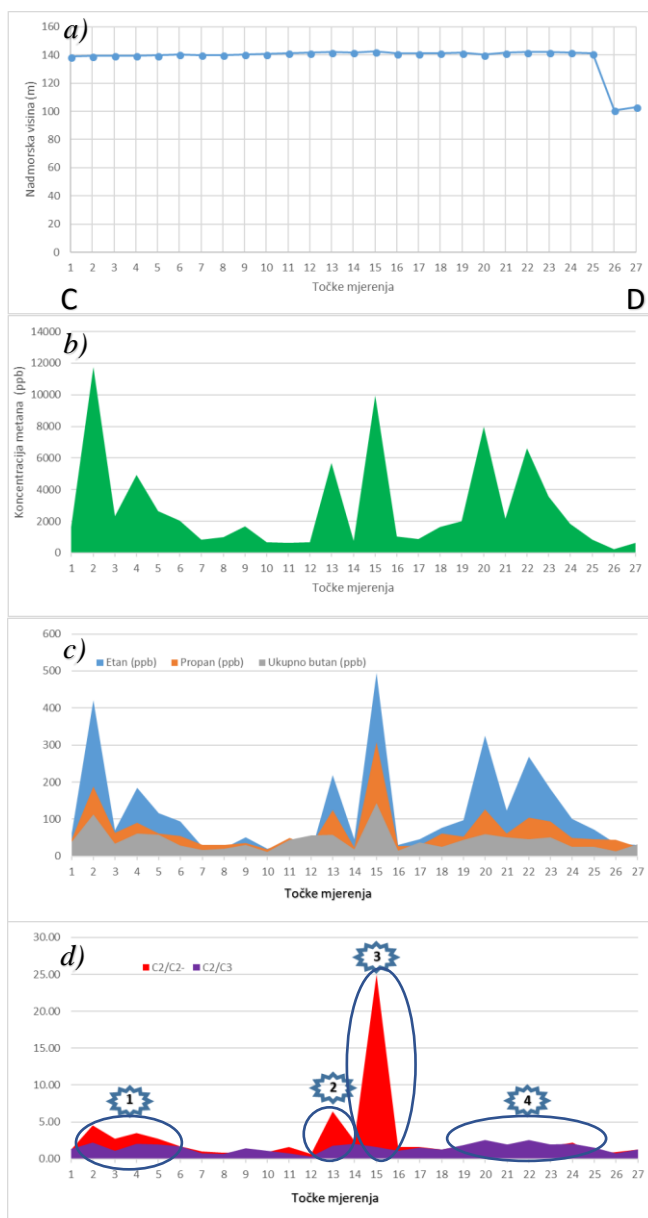 a)
160
140
120
100
80
60
40
20
0
Nadmorska visina (m)
1 2 3 4 5 6 7 8 9 10 11 12 13 14 15 16 17 18 19 20 21 22 23 24 25 26 27
Točke mjerenja
C
D
b)
14000
12000
10000
8000
6000
4000
2000
0
Koncentracija metana (ppb)
1 2 3 4 5 6 7 8 9 10 11 12 13 14 15 16 17 18 19 20 21 22 23 24 25 26 27
Točke mjerenja
c)
Etan (ppb) Propan (ppb) Ukupno butan (ppb)
600
500
400
300
200
100
0
1 2 3 4 5 6 7 8 9 10 11 12 13 14 15 16 17 18 19 20 21 22 23 24 25 26 27
Točke mjerenja
d)
C2/C2- C2/C3
30.00
25.00
20.00
15.00
10.00
5.00
0.00
1
2
3
4
1 2 3 4 5 6 7 8 9 10 11 12 13 14 15 16 17 18 19 20 21 22 23 24 25 26 27
Točke mjerenja